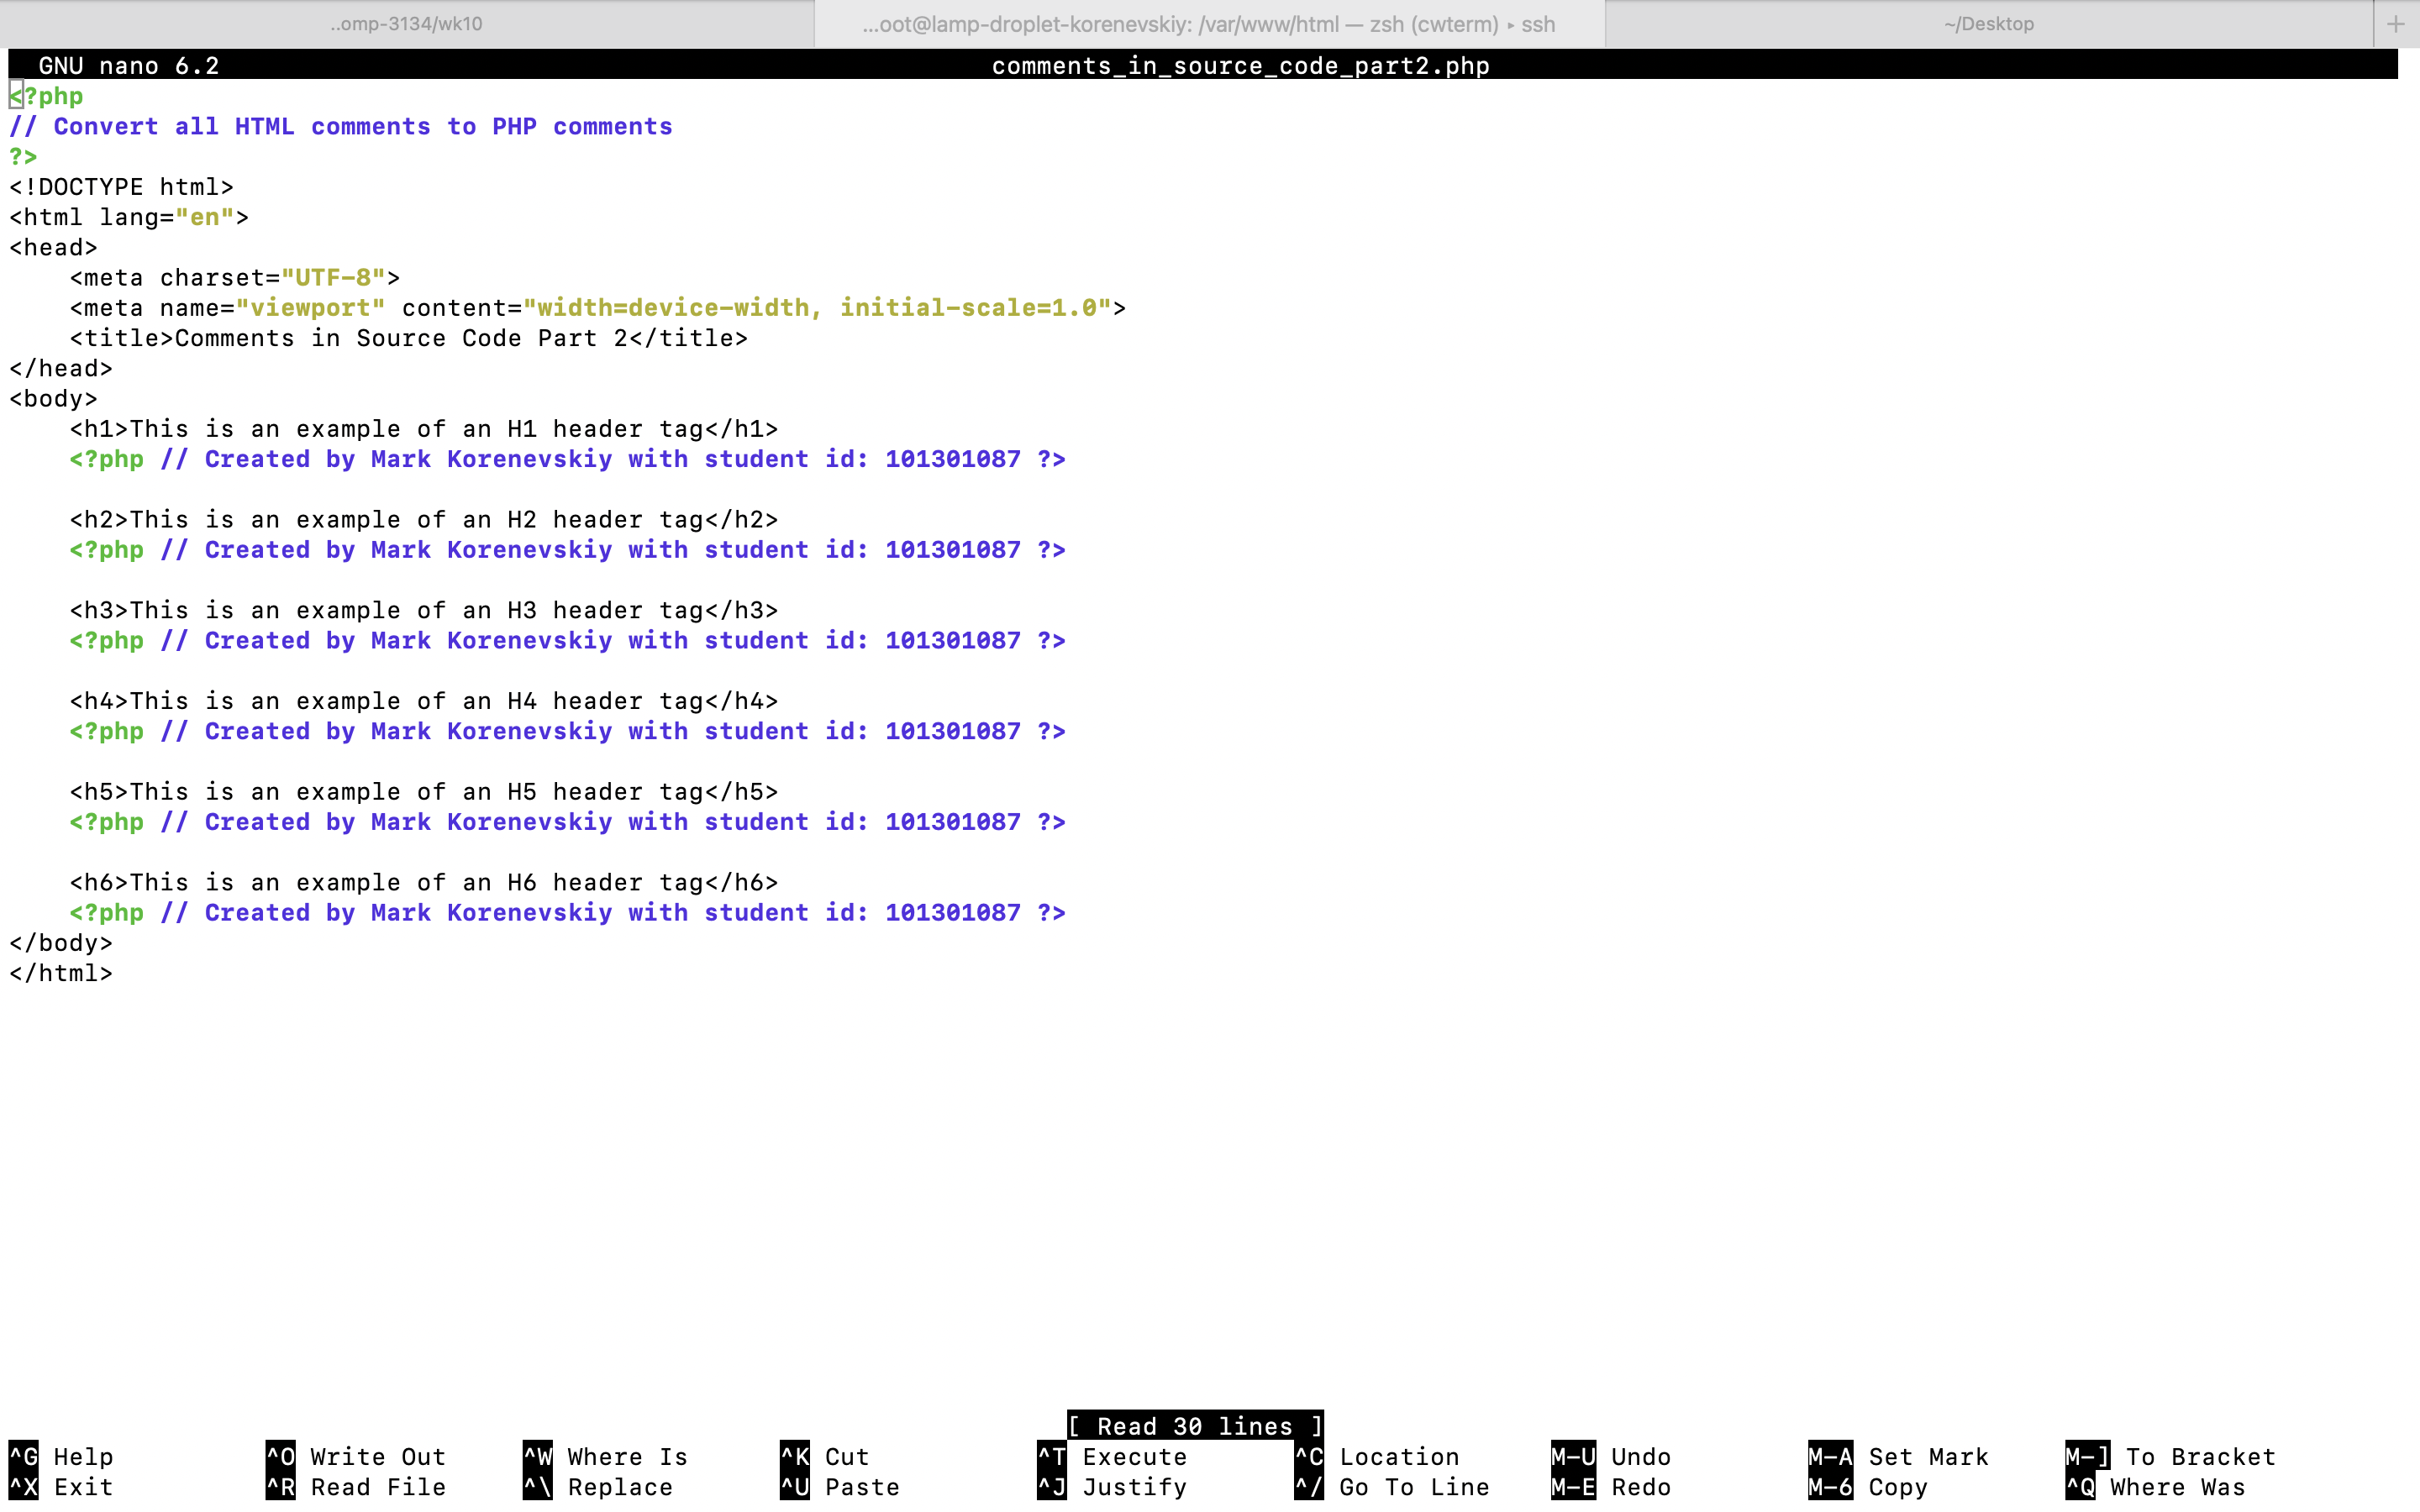 ..omp-3134/wk10
...oot@lamp-droplet-korenevskiy: /var/www/html — zsh (cwterm) ▸ ssh
~/Desktop
+
GNU nano 6.2 comments_in_source_code_part2.php
<?php
// Convert all HTML comments to PHP comments
?>
<!DOCTYPE html>
<html lang="en">
<head>
    <meta charset="UTF-8">
    <meta name="viewport" content="width=device-width, initial-scale=1.0">
    <title>Comments in Source Code Part 2</title>
</head>
<body>
    <h1>This is an example of an H1 header tag</h1>
    <?php // Created by Mark Korenevskiy with student id: 101301087 ?>

    <h2>This is an example of an H2 header tag</h2>
    <?php // Created by Mark Korenevskiy with student id: 101301087 ?>

    <h3>This is an example of an H3 header tag</h3>
    <?php // Created by Mark Korenevskiy with student id: 101301087 ?>

    <h4>This is an example of an H4 header tag</h4>
    <?php // Created by Mark Korenevskiy with student id: 101301087 ?>

    <h5>This is an example of an H5 header tag</h5>
    <?php // Created by Mark Korenevskiy with student id: 101301087 ?>

    <h6>This is an example of an H6 header tag</h6>
    <?php // Created by Mark Korenevskiy with student id: 101301087 ?>
</body>
</html>
[ Read 30 lines ]
^G Help ^O Write Out ^W Where Is ^K Cut ^T Execute ^C Location M-U Undo M-A Set Mark M-] To Bracket
^X Exit ^R Read File ^\ Replace ^U Paste ^J Justify ^/ Go To Line M-E Redo M-6 Copy ^Q Where Was